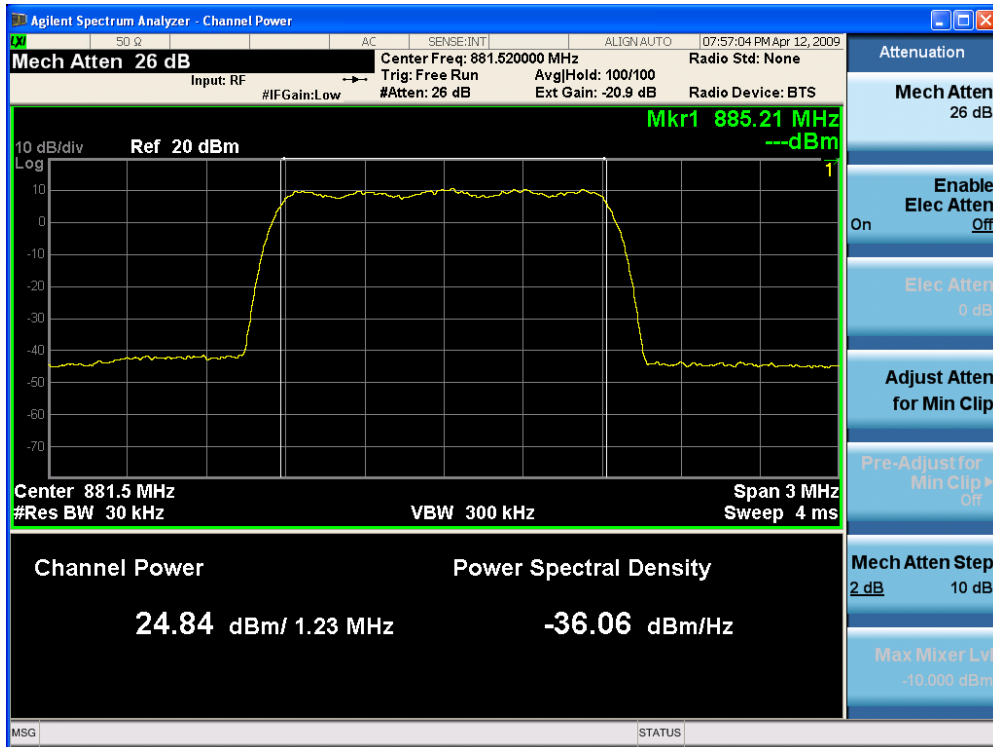 Agilent Spectrum Analyzer - Channel Power
LXI 50 Ω AC SENSE:INT ALIGN AUTO 07:57:04 PM Apr 12, 2009
Mech Atten 26 dB
Input: RF
#IFGain:Low
Center Freq: 881.520000 MHz
Trig: Free Run Avg|Hold: 100/100
#Atten: 26 dB Ext Gain: -20.9 dB
Radio Std: None
Radio Device: BTS
Mkr1 885.21 MHz
---dBm
10 dB/div Ref 20 dBm
Log
1
10
0
-10
-20
-30
-40
-50
-60
-70
Center 881.5 MHz Span 3 MHz
#Res BW 30 kHz VBW 300 kHz Sweep 4 ms
Channel Power Power Spectral Density
24.84 dBm/ 1.23 MHz -36.06 dBm/Hz
MSG STATUS
Attenuation
Mech Atten
26 dB
Enable
Elec Atten
On Off
Elec Atten
0 dB
Adjust Atten
for Min Clip
Pre-Adjust for
Min Clip
Off
Mech Atten Step
2 dB 10 dB
Max Mixer Lvl
-10.000 dBm